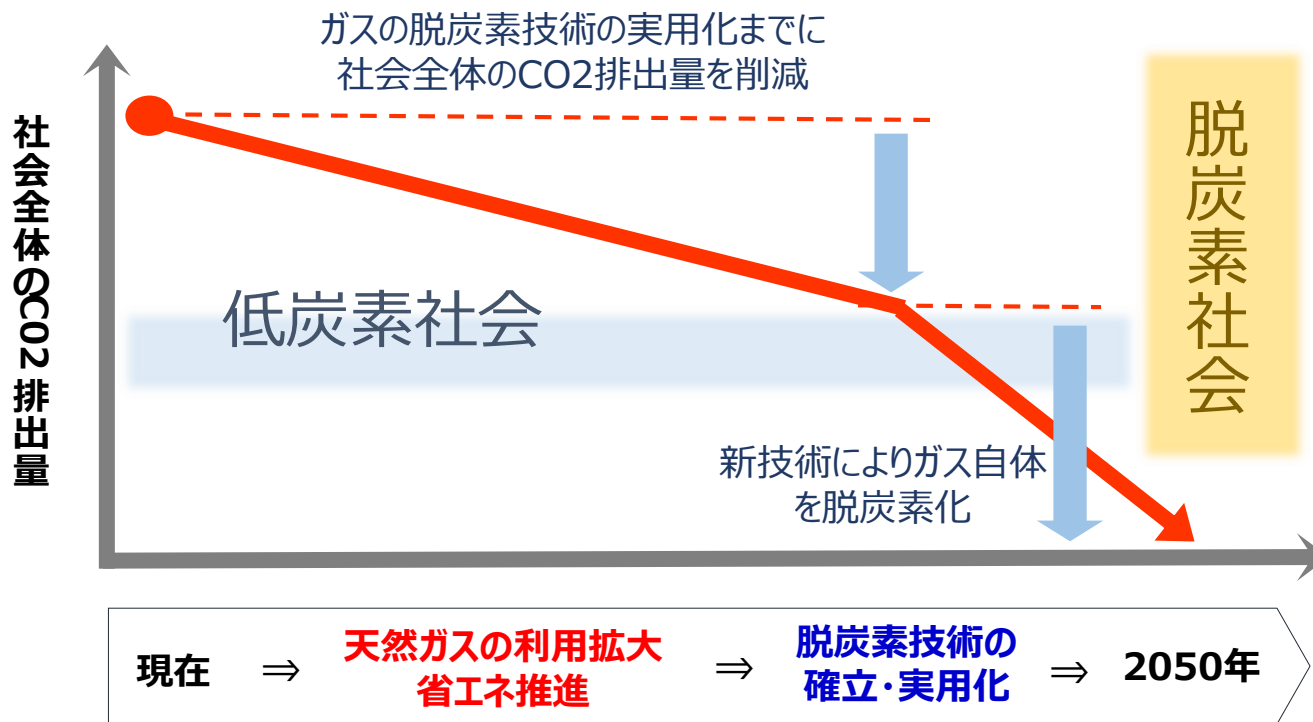 ガスの脱炭素技術の実用化までに
社会全体のCO2排出量を削減
社会全体のCO2排出量
脱炭素社会
低炭素社会
新技術によりガス自体
を脱炭素化
現在 ⇒ 天然ガスの利用拡大
省エネ推進 ⇒ 脱炭素技術の
確立・実用化 ⇒ 2050年